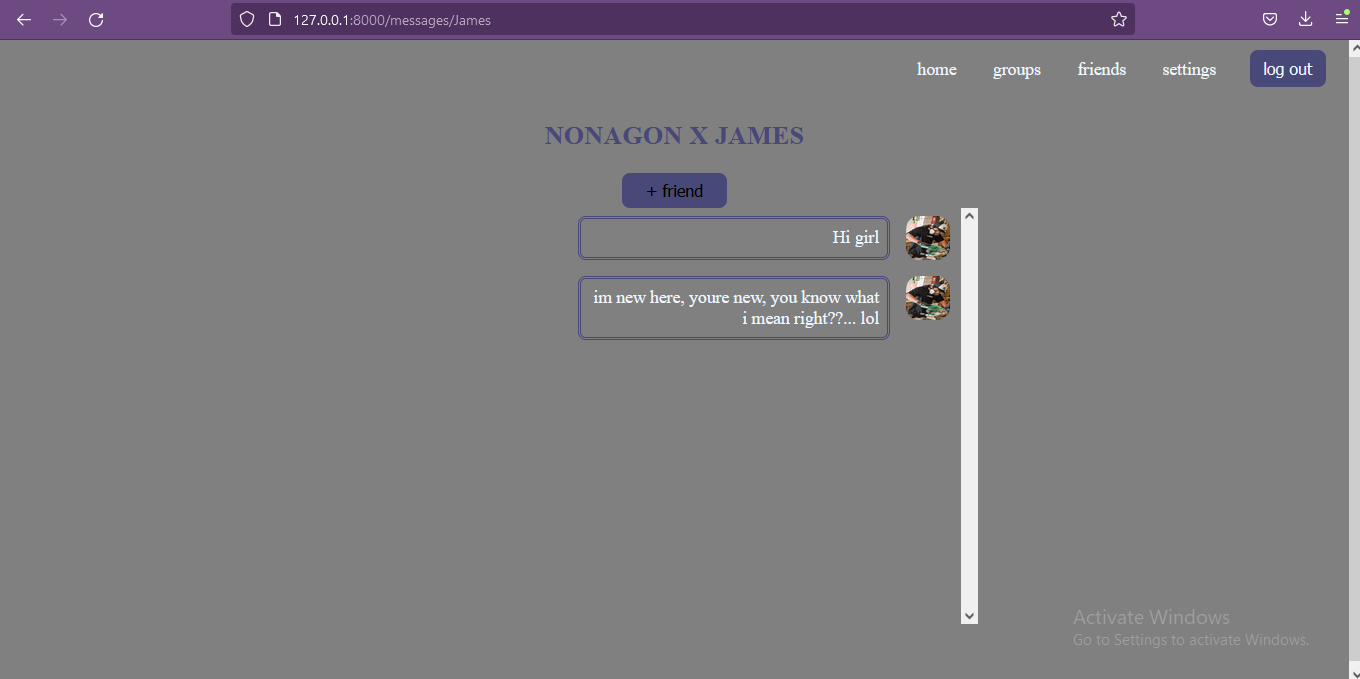 127.0.0.1:8000/messages/James
home groups friends settings log out
NONAGON X JAMES
+ friend
Hi girl
im new here, youre new, you know what
i mean right??... lol
Activate Windows
Go to Settings to activate Windows.